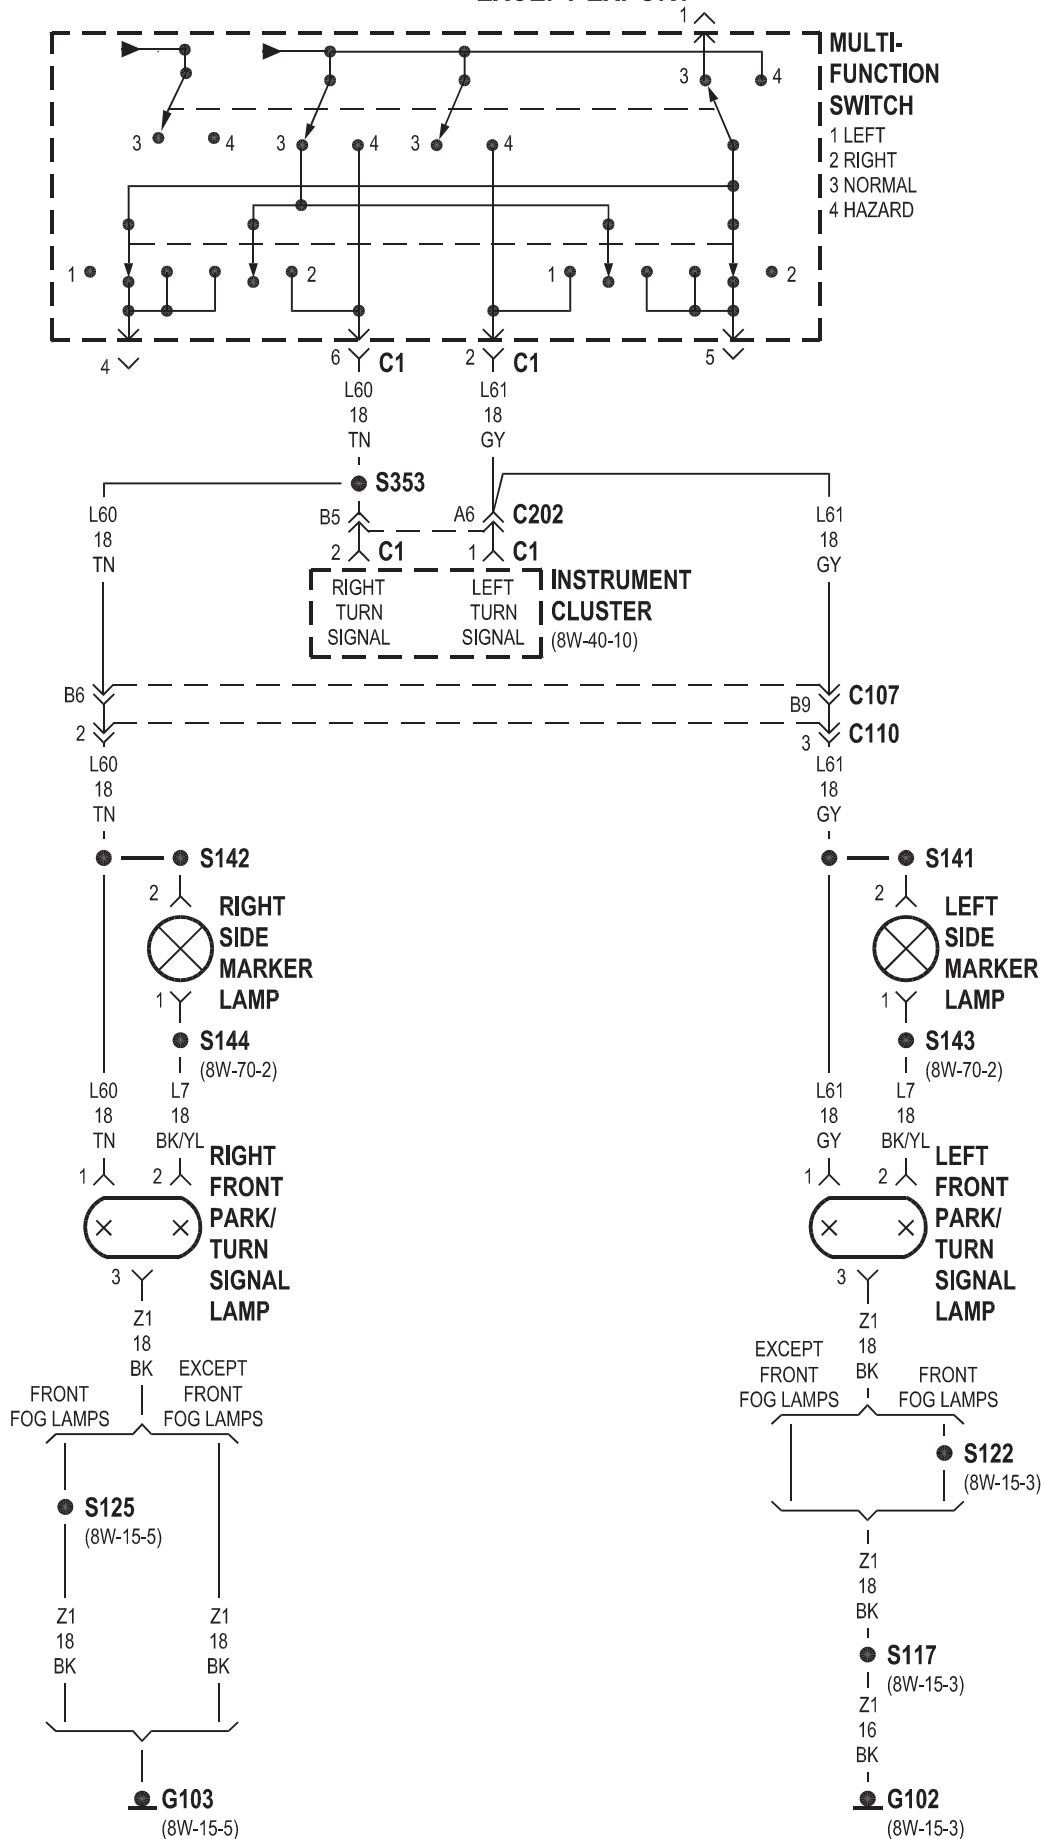 EXCEPT EXPORT
1
MULTI-
FUNCTION
SWITCH
1 LEFT
2 RIGHT
3 NORMAL
4 HAZARD
3 4
3 4 3 4 3 4
1 2 1 2
4 6 C1 2 C1 5
L60 L61
18 18
TN GY
S353
L60 B5 A6 C202 L61
18 18
TN 2 C1 1 C1 GY
RIGHT LEFT
TURN TURN
SIGNAL SIGNAL
INSTRUMENT
CLUSTER
(8W-40-10)
B6 B9 C107
2 3 C110
L60 L61
18 18
TN GY
S142 S141
2 2
RIGHT
SIDE
MARKER
LAMP
LEFT
SIDE
MARKER
LAMP
1 1
S144 S143
(8W-70-2) (8W-70-2)
L60 L7 L61 L7
18 18 18 18
TN BK/YL GY BK/YL
1 2 1 2
RIGHT
FRONT
PARK/
TURN
SIGNAL
LAMP
LEFT
FRONT
PARK/
TURN
SIGNAL
LAMP
3 3
Z1 Z1
18 18
BK BK
FRONT
FOG LAMPS
EXCEPT
FRONT
FOG LAMPS
EXCEPT
FRONT
FOG LAMPS
FRONT
FOG LAMPS
S125
(8W-15-5)
S122
(8W-15-3)
Z1 Z1 Z1
18 18 18
BK BK BK
S117
(8W-15-3)
Z1
16
BK
G103 G102
(8W-15-5) (8W-15-3)